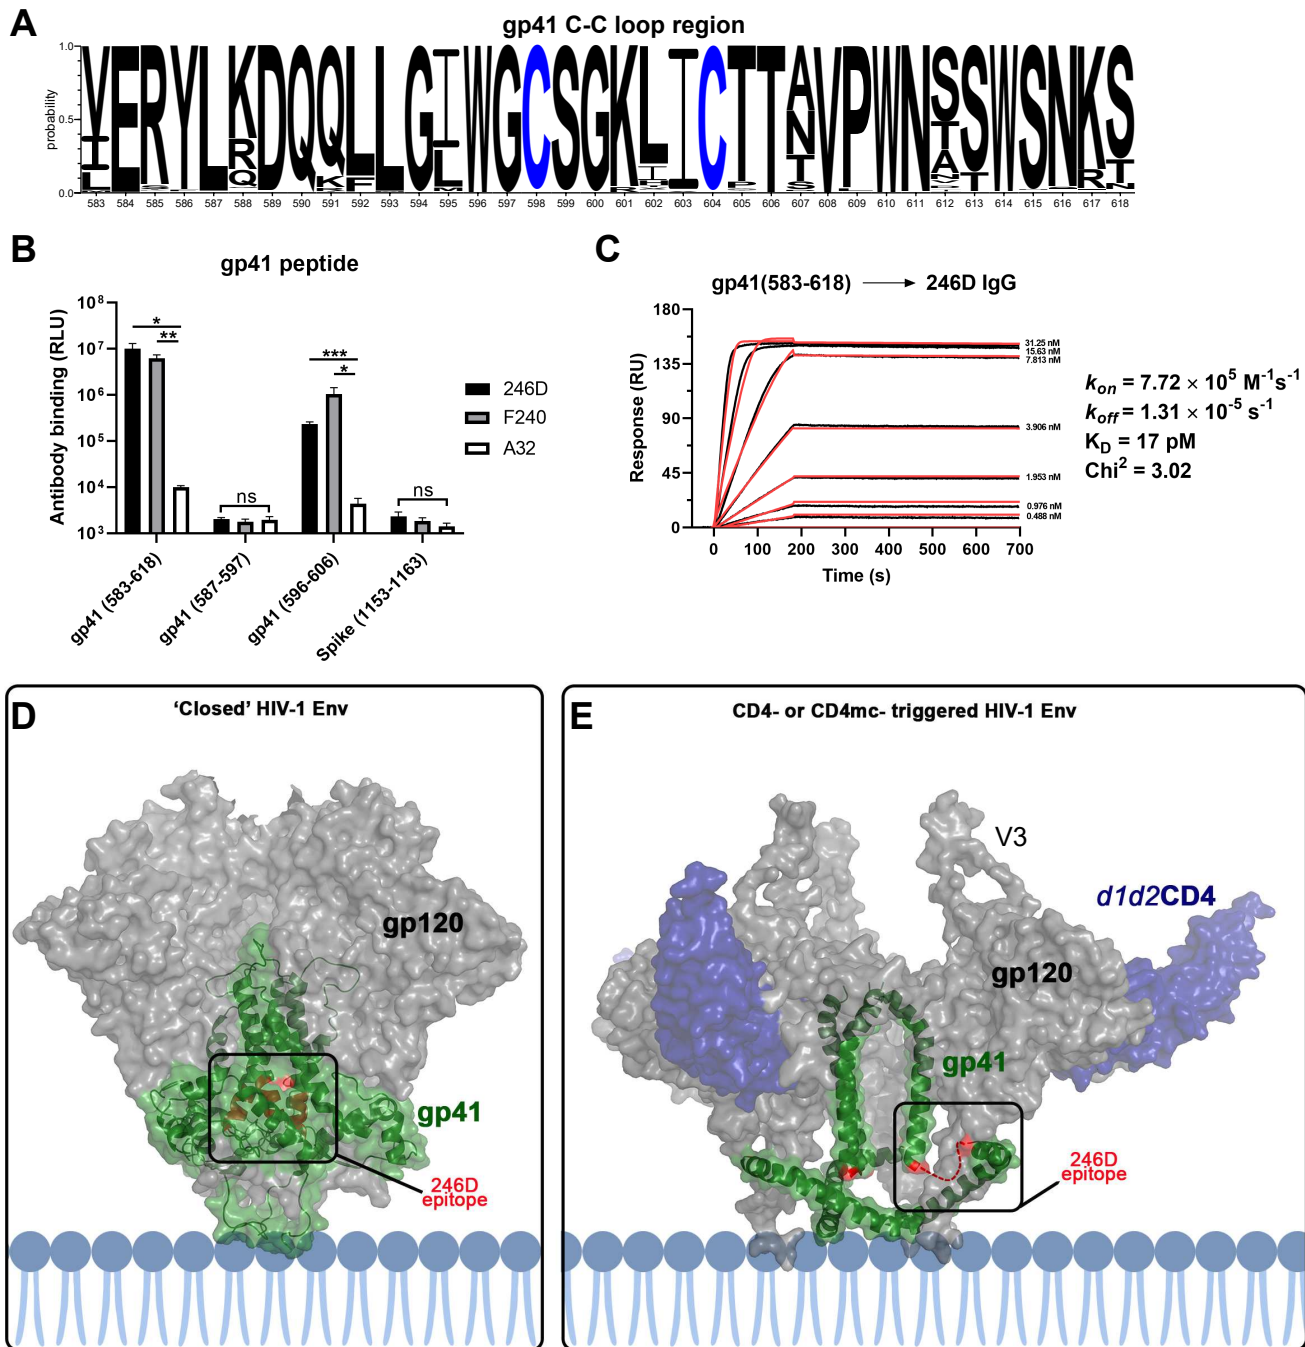 A
gp41 C-C loop region
probability
1.0
0.5
0.0
583 584 585 586 587 588 589 590 591 592 593 594 595 596 597 598 599 600 601 602 603 604 605 606 607 608 609 610 611 612 613 614 615 616 617 618
VERYLKDQQLLGIWGCSGKLICTTAVPWNSSWSNKS
B
gp41 peptide
Antibody binding (RLU)
10⁸
10⁷
10⁶
10⁵
10⁴
10³
*
**
ns
***
*
ns
246D
F240
A32
gp41 (583-618)
gp41 (587-597)
gp41 (596-606)
Spike (1153-1163)
C
gp41(583-618) → 246D IgG
Response (RU)
180
135
90
45
0
31.25 nM
15.63 nM
7.813 nM
3.906 nM
1.953 nM
0.976 nM
0.488 nM
0 100 200 300 400 500 600 700
Time (s)
kon = 7.72 × 10⁵ M⁻¹s⁻¹
koff = 1.31 × 10⁻⁵ s⁻¹
KD = 17 pM
Chi² = 3.02
D
'Closed' HIV-1 Env
gp120
gp41
246D
epitope
E
CD4- or CD4mc- triggered HIV-1 Env
V3
d1d2CD4
gp120
gp41
246D
epitope